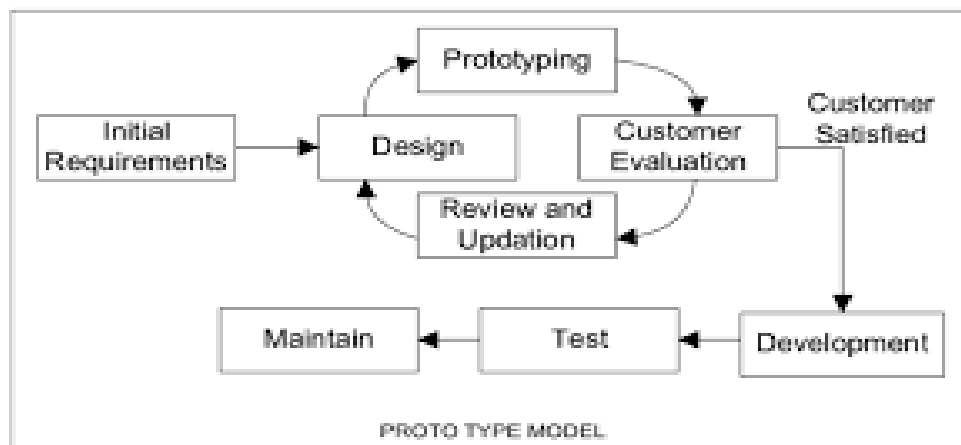 Prototyping
Customer
Satisfied
Initial
Requirements
Design
Customer
Evaluation
Review and
Updation
Maintain
Test
Development
PROTO TYPE MODEL